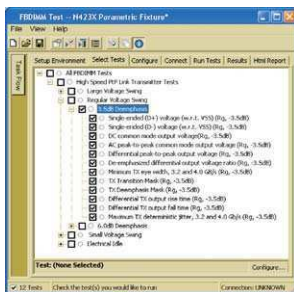 FBDIMM Test -- N423X Parametric Fixture*
File View Help
Task Flow
Setup Environment Select Tests Configure Connect Run Tests Results Html Report
All FBDIMM Tests
High Speed PTP Link Transmitter Tests
Large Voltage Swing
Regular Voltage Swing
3.5dB Deemphasis
Single-ended (D+) voltage (w.r.t. VSS) (Rg, -3.5dB)
Single-ended (D-) voltage (w.r.t. VSS) (Rg, -3.5dB)
DC common mode output voltage(Rg,-3.5dB)
AC peak-to-peak common mode output voltage (Rg, -3.5dB)
Differential peak-to-peak output voltage(Rg, -3.5dB)
De-emphasized differential output voltage ratio (Rg, -3.5dB)
Minimum TX eye width, 3.2 and 4.0 Gb/s (Rg, -3.5dB)
TX Transition Mask (Rg, -3.5dB)
TX Deemphasis Mask (Rg, -3.5dB)
Differential TX output rise time (Rg, -3.5dB)
Differential TX output fall time (Rg, -3.5dB)
Maximum TX deterministic jitter, 3.2 and 4.0 Gb/s (Rg, -3.5dB)
6.0dB Deemphasis
Small Voltage Swing
Electrical Idle
Test: (None Selected)
Configure...
12 Tests Check the test(s) you would like to run Connection: UNKNOWN